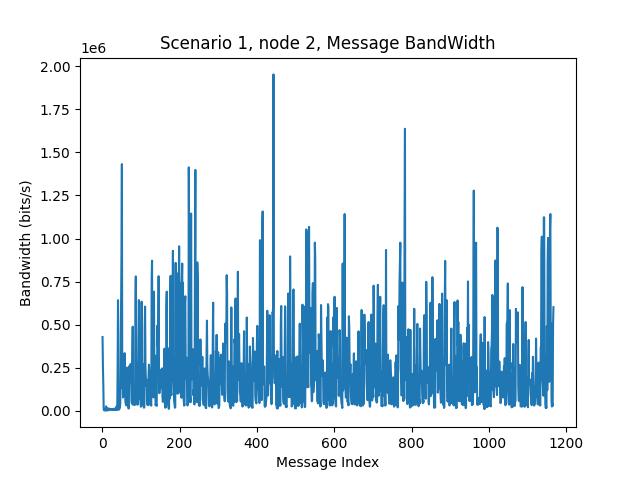 Scenario 1, node 2, Message BandWidth
1e6
2.00
1.75
1.50
1.25
1.00
0.75
0.50
0.25
0.00
Bandwidth (bits/s)
0 200 400 600 800 1000 1200
Message Index